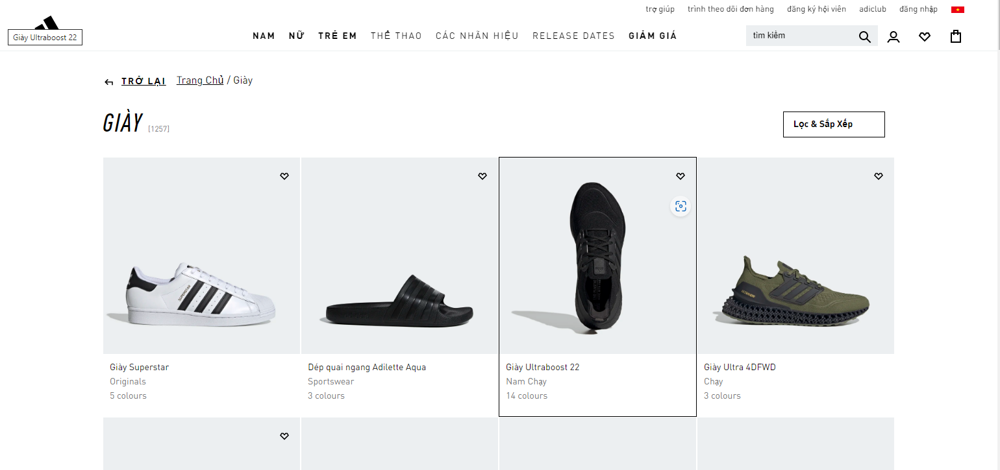 trợ giúp trình theo dõi đơn hàng đăng ký hội viên adiclub đăng nhập
Giày Ultraboost 22
NAM NỮ TRẺ EM THỂ THAO CÁC NHÃN HIỆU RELEASE DATES GIẢM GIÁ
tìm kiếm
TRỞ LẠI Trang Chủ / Giày
GIÀY [1257]
Lọc & Sắp Xếp
SUPERSTAR
Giày Superstar
Originals
5 colours
Dép quai ngang Adilette Aqua
Sportswear
3 colours
Giày Ultraboost 22
Nam Chạy
14 colours
Giày Ultra 4DFWD
Chạy
3 colours